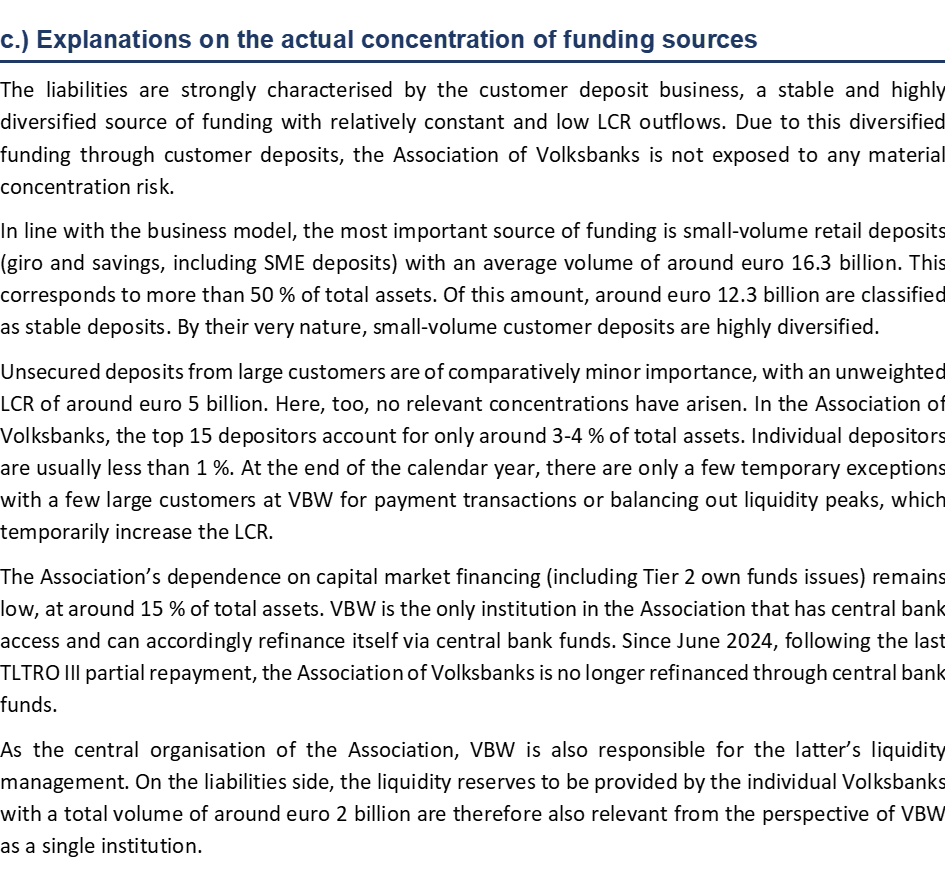 c.) Explanations on the actual concentration of funding sources
The liabilities are strongly characterised by the customer deposit business, a stable and highly
diversified source of funding with relatively constant and low LCR outflows. Due to this diversified
funding through customer deposits, the Association of Volksbanks is not exposed to any material
concentration risk.
In line with the business model, the most important source of funding is small-volume retail deposits
(giro and savings, including SME deposits) with an average volume of around euro 16.3 billion. This
corresponds to more than 50 % of total assets. Of this amount, around euro 12.3 billion are classified
as stable deposits. By their very nature, small-volume customer deposits are highly diversified.
Unsecured deposits from large customers are of comparatively minor importance, with an unweighted
LCR of around euro 5 billion. Here, too, no relevant concentrations have arisen. In the Association of
Volksbanks, the top 15 depositors account for only around 3-4 % of total assets. Individual depositors
are usually less than 1 %. At the end of the calendar year, there are only a few temporary exceptions
with a few large customers at VBW for payment transactions or balancing out liquidity peaks, which
temporarily increase the LCR.
The Association’s dependence on capital market financing (including Tier 2 own funds issues) remains
low, at around 15 % of total assets. VBW is the only institution in the Association that has central bank
access and can accordingly refinance itself via central bank funds. Since June 2024, following the last
TLTRO III partial repayment, the Association of Volksbanks is no longer refinanced through central bank
funds.
As the central organisation of the Association, VBW is also responsible for the latter’s liquidity
management. On the liabilities side, the liquidity reserves to be provided by the individual Volksbanks
with a total volume of around euro 2 billion are therefore also relevant from the perspective of VBW
as a single institution.